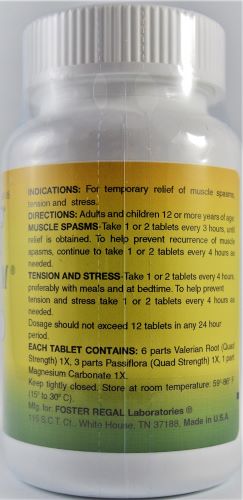 INDICATIONS: For temporary relief of muscle spasms,
tension and stress.
DIRECTIONS: Adults and children 12 or more years of age:
MUSCLE SPASMS-Take 1 or 2 tablets every 3 hours, until
relief is obtained. To help prevent recurrence of muscle
spasms, continue to take 1 or 2 tablets every 4 hours as
needed.
TENSION AND STRESS-Take 1 or 2 tablets every 4 hours,
preferably with meals and at bedtime. To help prevent
tension and stress take 1 or 2 tablets every 4 hours as
needed.
Dosage should not exceed 12 tablets in any 24 hour
period.
EACH TABLET CONTAINS: 6 parts Valerian Root (Quad
Strength) 1X, 3 parts Passiflora (Quad Strength) 1X, 1 part
Magnesium Carbonate 1X.
Keep tightly closed. Store at room temperature: 59°-86° F
(15° to 30° C).
Mfg. for: FOSTER REGAL Laboratories ®
115 S.C.T. Ct., White House, TN 37188, Made in U.S.A.